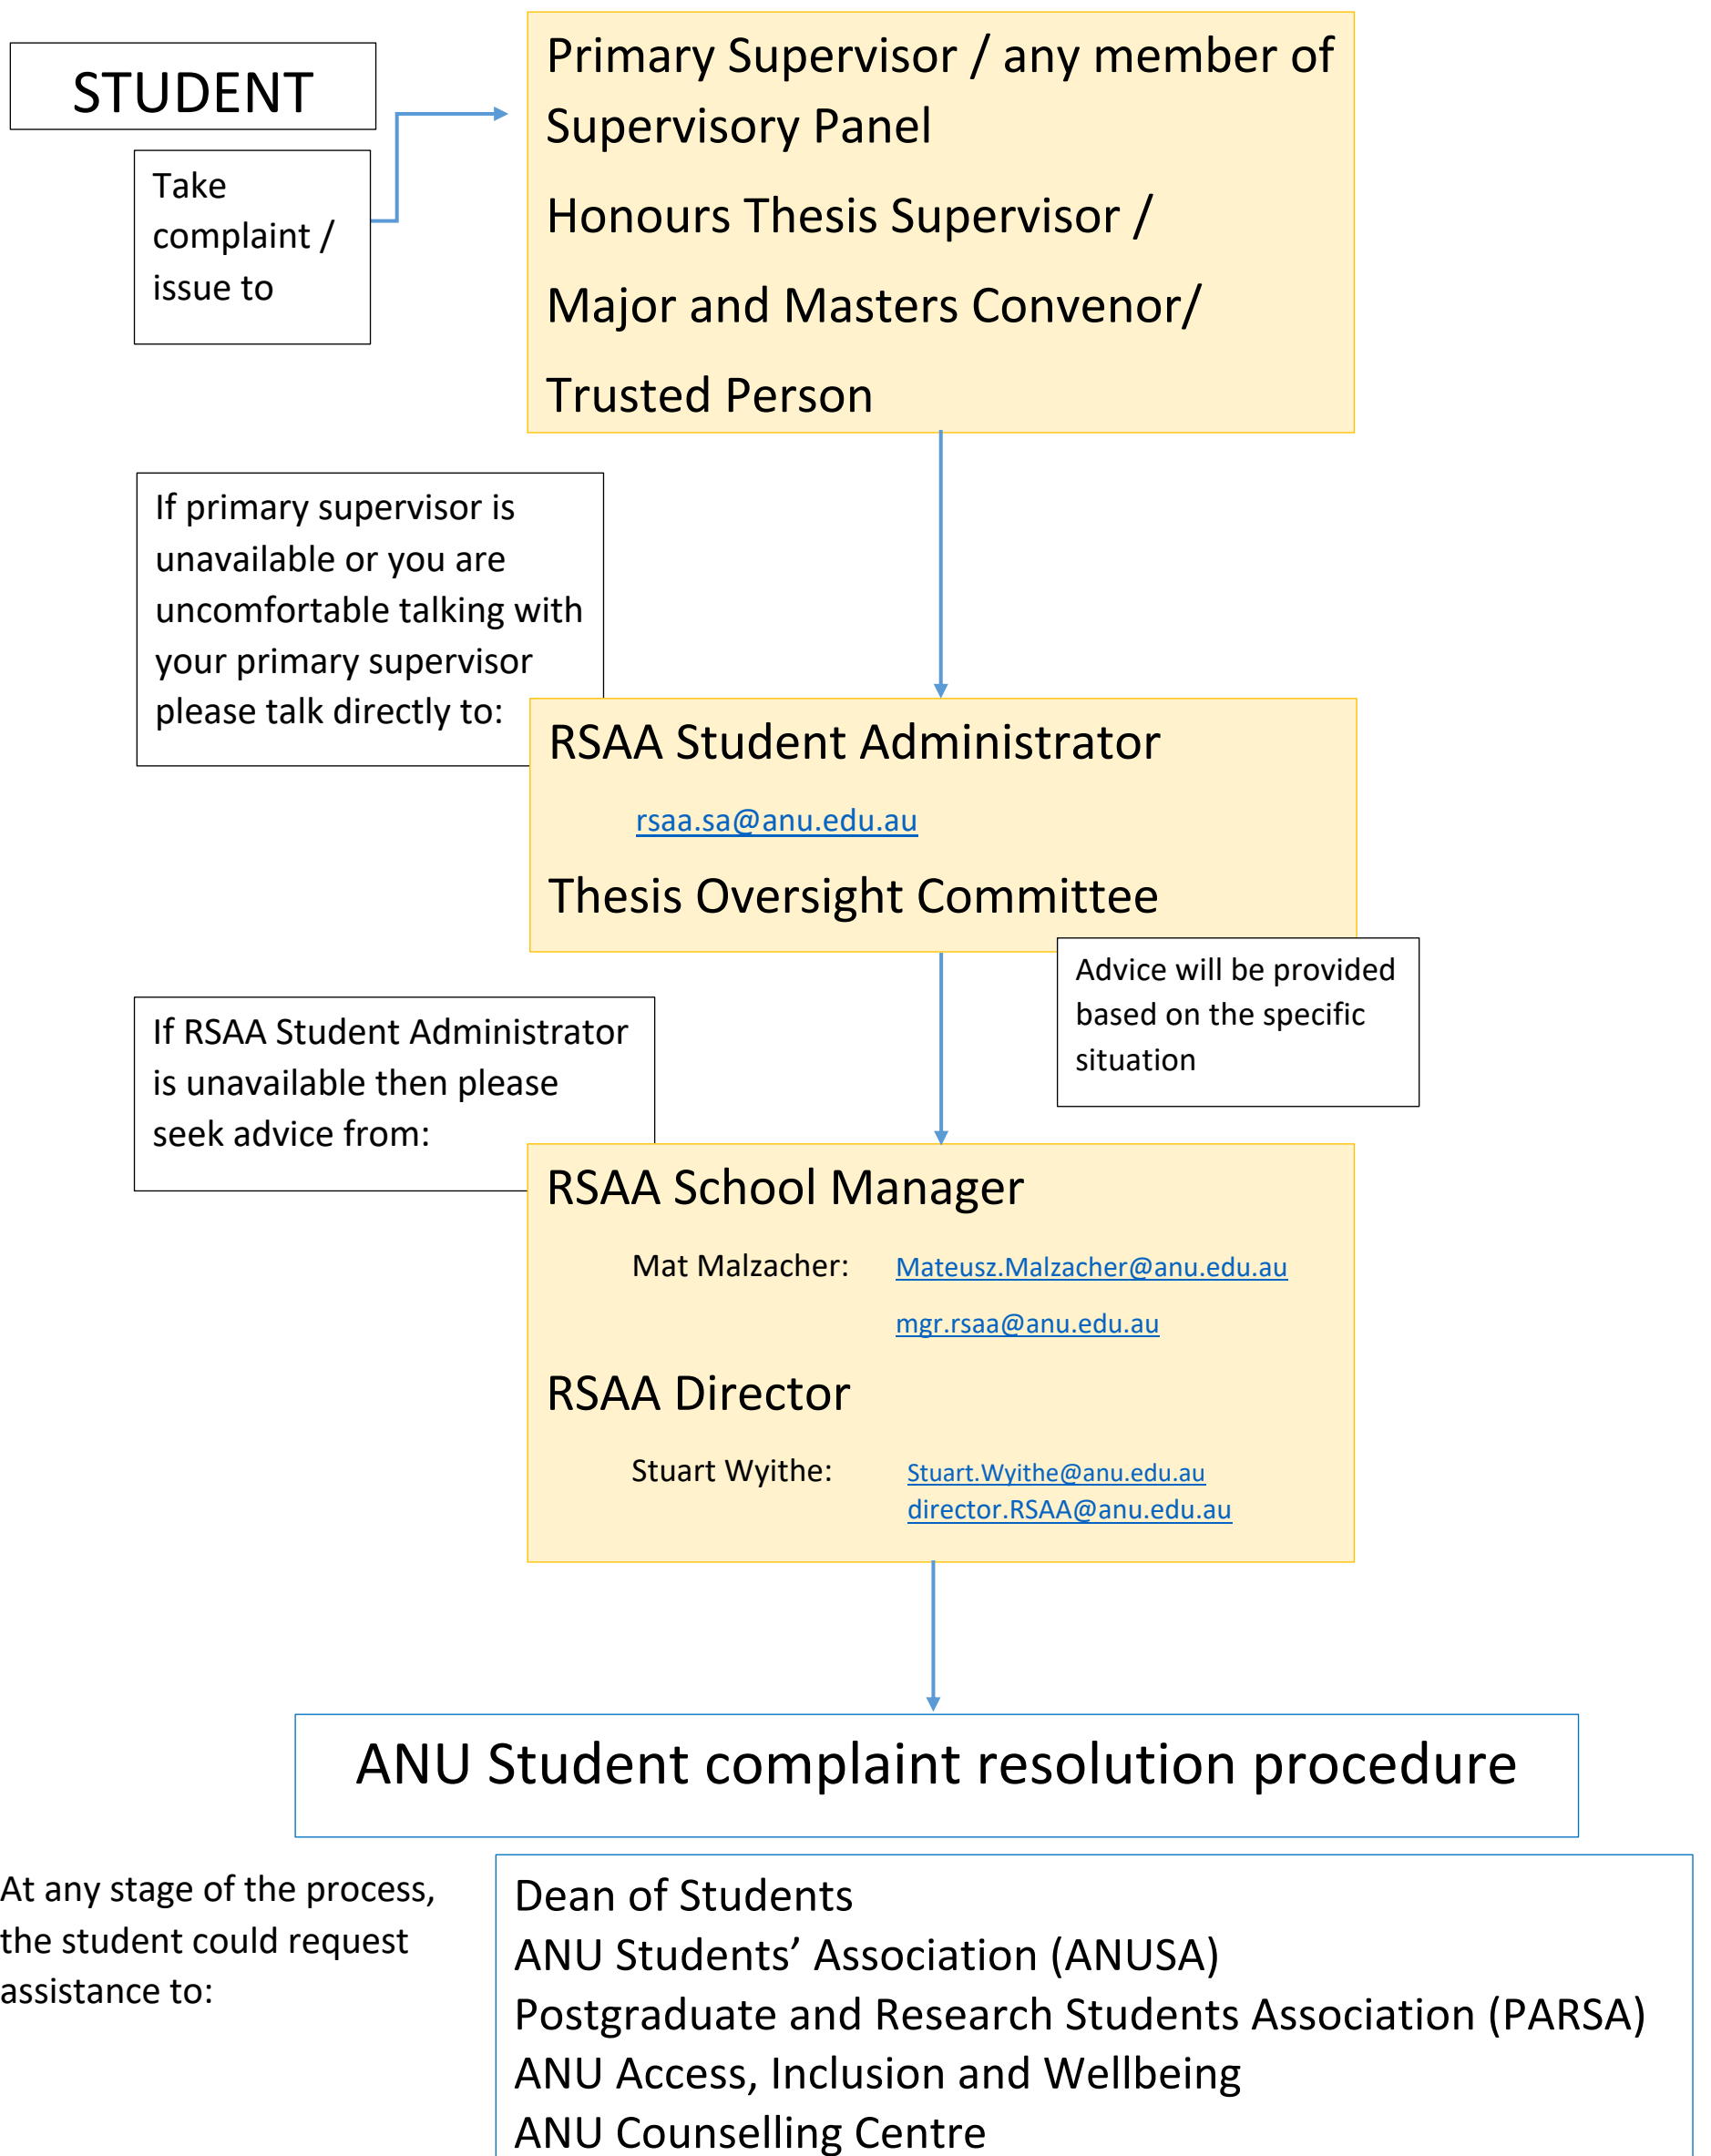 STUDENT
Take
complaint /
issue to
Primary Supervisor / any member of
Supervisory Panel
Honours Thesis Supervisor /
Major and Masters Convenor/
Trusted Person
If primary supervisor is
unavailable or you are
uncomfortable talking with
your primary supervisor
please talk directly to:
RSAA Student Administrator
rsaa.sa@anu.edu.au
Thesis Oversight Committee
Advice will be provided
based on the specific
situation
If RSAA Student Administrator
is unavailable then please
seek advice from:
RSAA School Manager
Mat Malzacher: Mateusz.Malzacher@anu.edu.au
mgr.rsaa@anu.edu.au
RSAA Director
Stuart Wyithe: Stuart.Wyithe@anu.edu.au
director.RSAA@anu.edu.au
ANU Student complaint resolution procedure
At any stage of the process,
the student could request
assistance to:
Dean of Students
ANU Students’ Association (ANUSA)
Postgraduate and Research Students Association (PARSA)
ANU Access, Inclusion and Wellbeing
ANU Counselling Centre